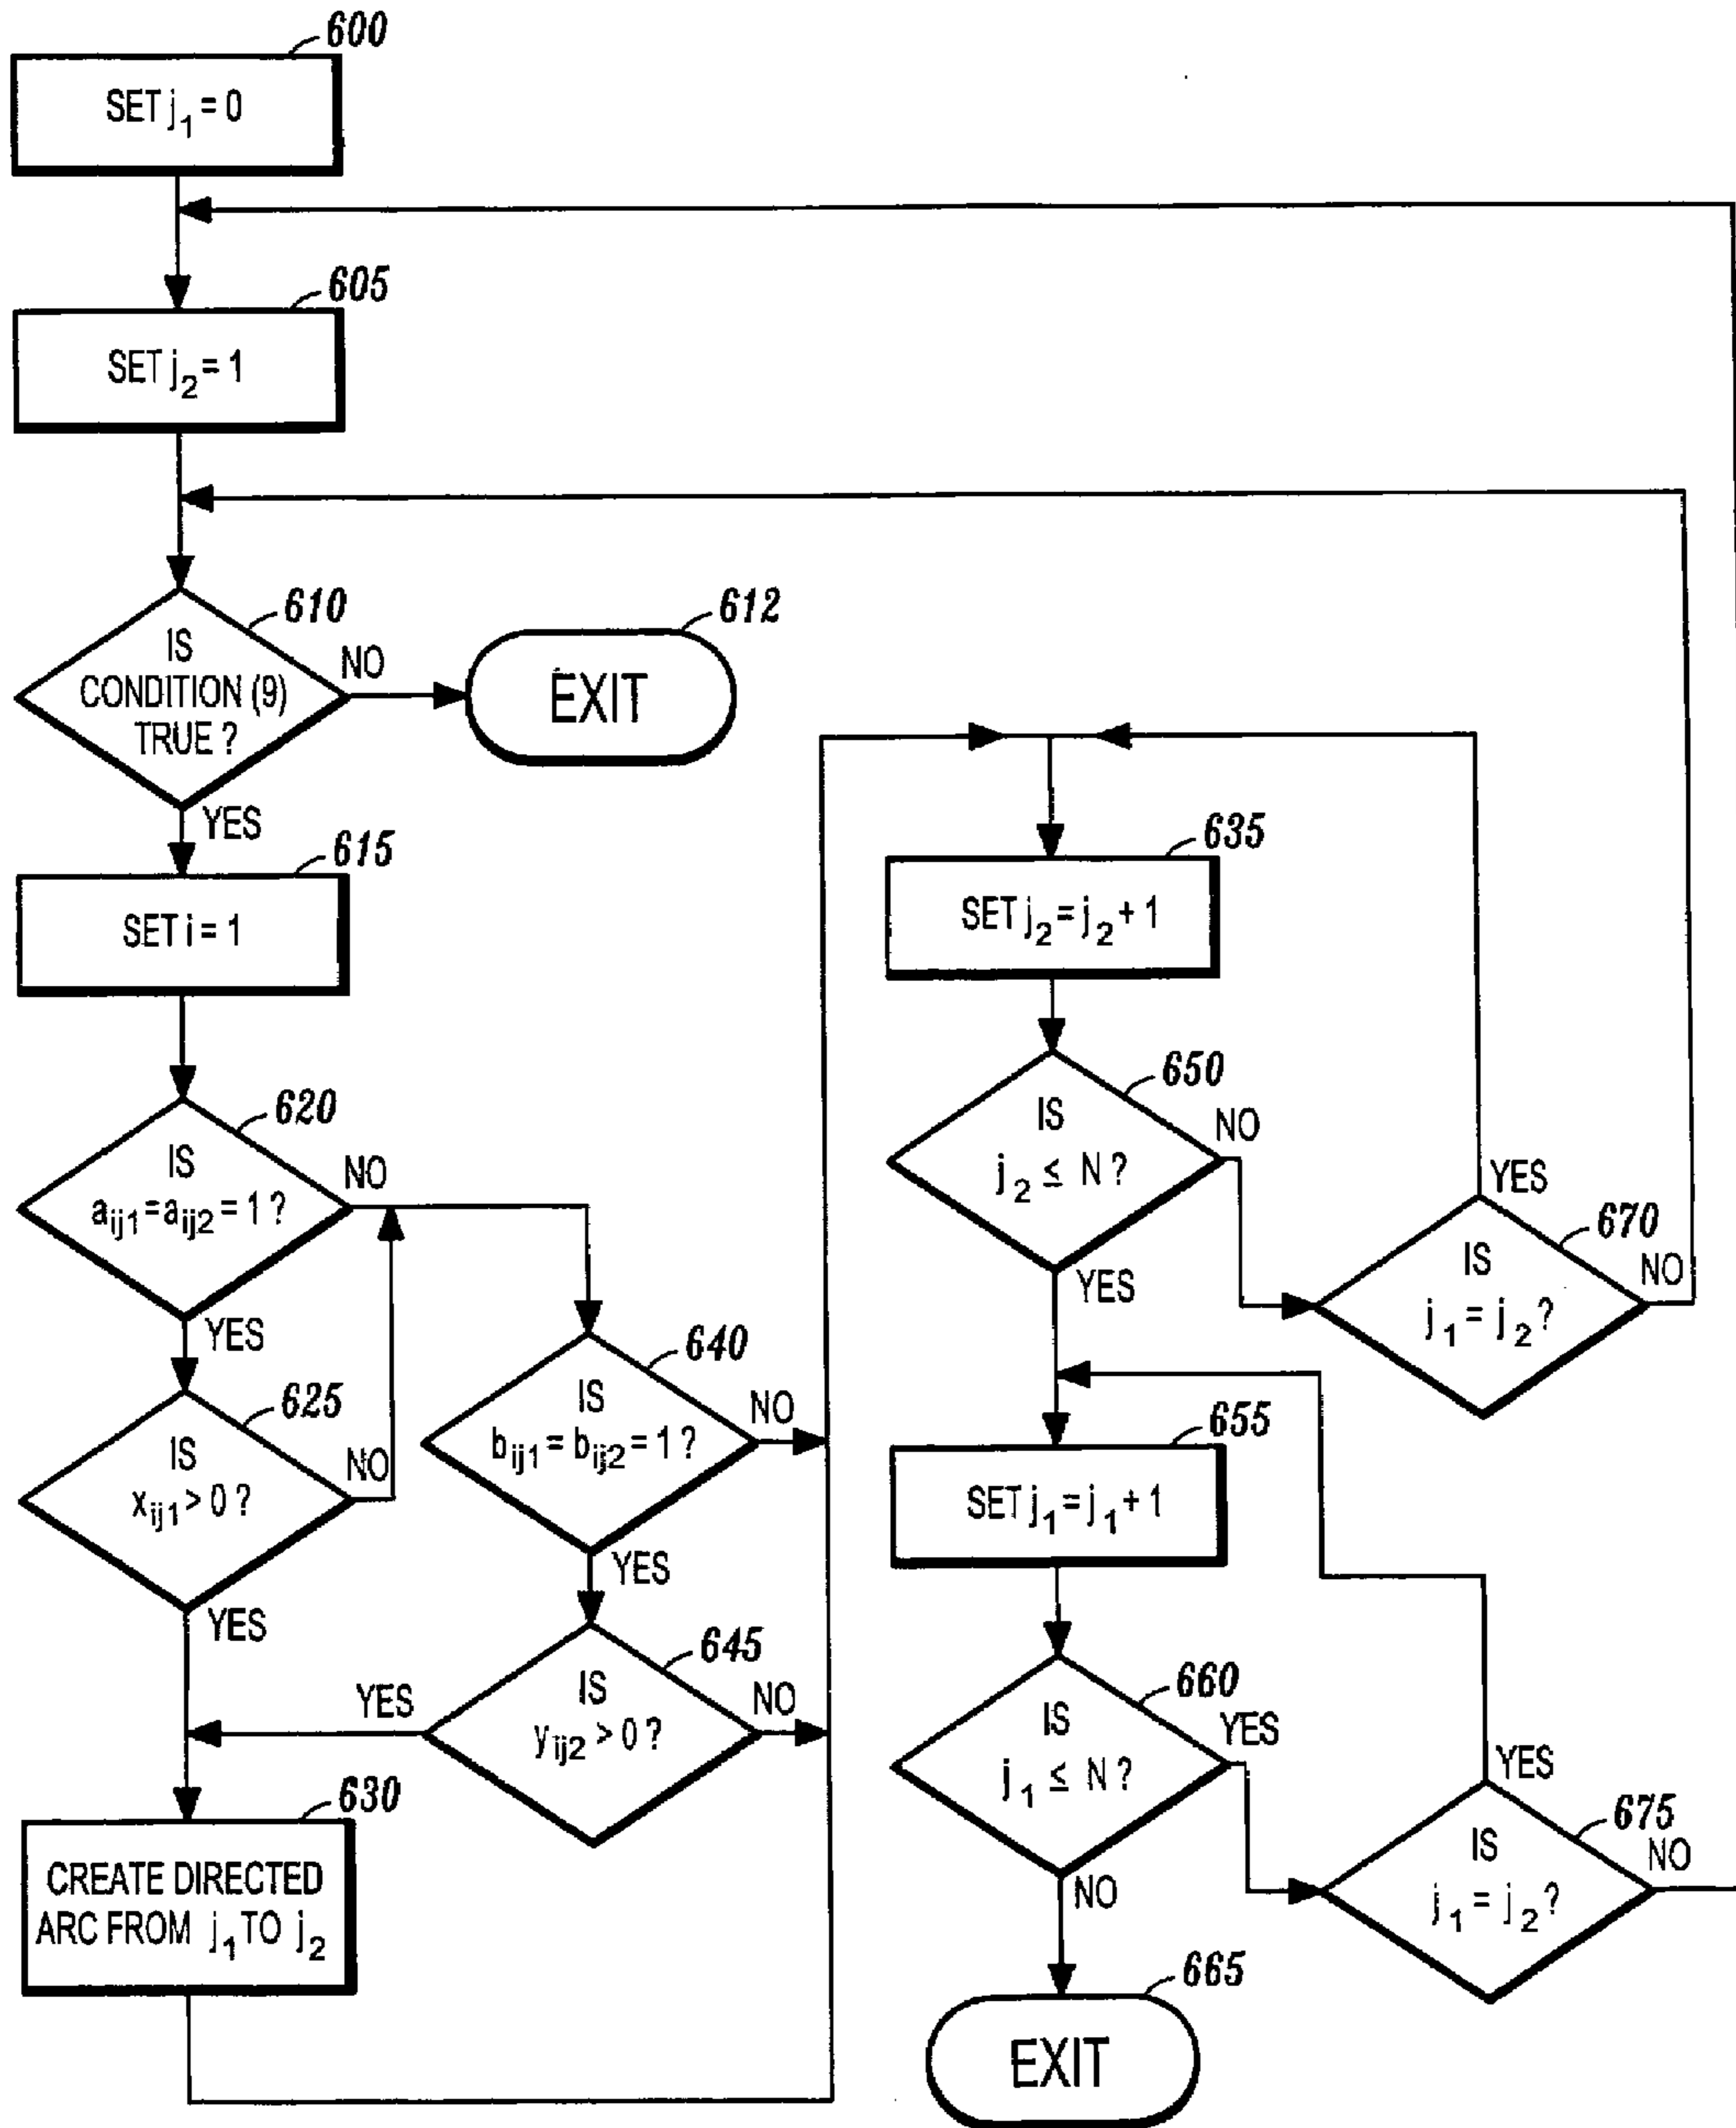 600
SET j₁ = 0
605
SET j₂ = 1
610
IS
CONDITION (9)
TRUE ?
NO
YES
612
EXIT
615
SET i = 1
620
IS
aᵢⱼ₁ = aᵢⱼ₂ = 1 ?
NO
YES
625
IS
xᵢⱼ₁ > 0 ?
NO
YES
640
IS
bᵢⱼ₁ = bᵢⱼ₂ = 1 ?
NO
YES
645
IS
yᵢⱼ₂ > 0 ?
YES
NO
630
CREATE DIRECTED
ARC FROM j₁ TO j₂
635
SET j₂ = j₂ + 1
650
IS
j₂ ≤ N ?
NO
YES
670
IS
j₁ = j₂ ?
YES
NO
655
SET j₁ = j₁ + 1
660
IS
j₁ ≤ N ?
YES
NO
675
IS
j₁ = j₂ ?
YES
NO
665
EXIT